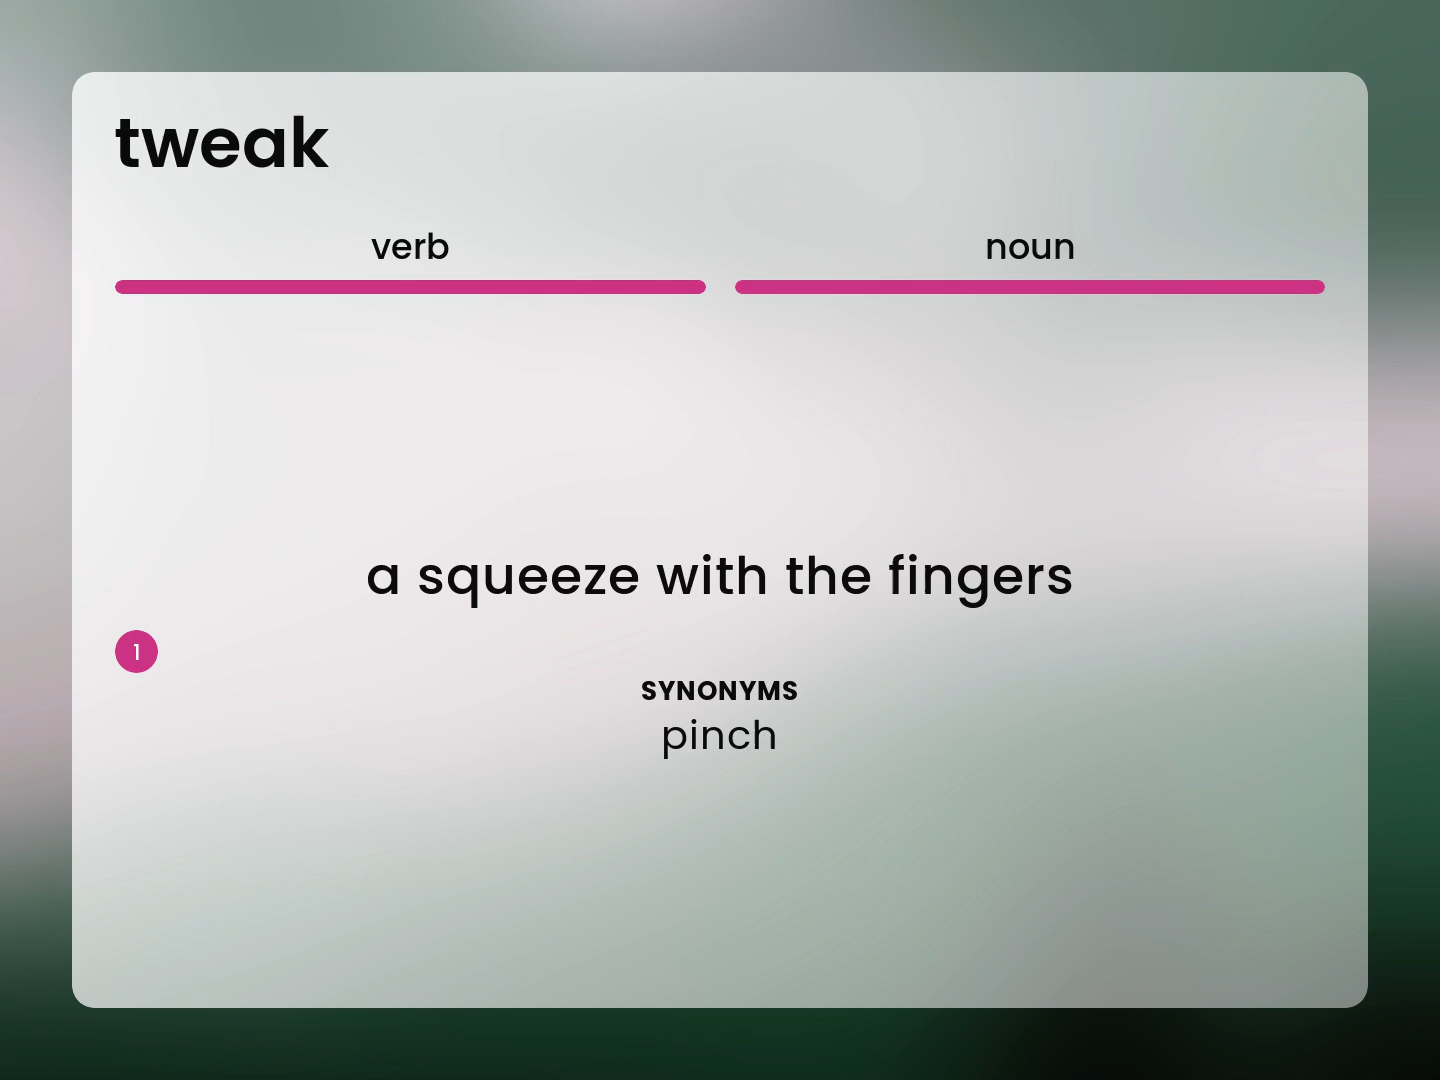 tweak
verb
noun
a squeeze with the fingers
1
SYNONYMS
pinch